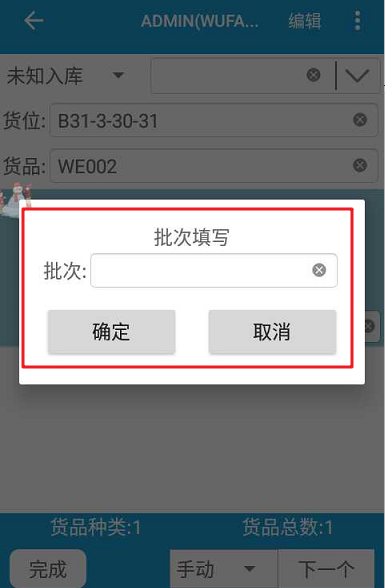 ADMIN(WUFA... 编辑
未知入库
货位: B31-3-30-31
货品: WE002
批次填写
批次:
确定 取消
货品种类:1 货品总数:1
完成 手动 下一个